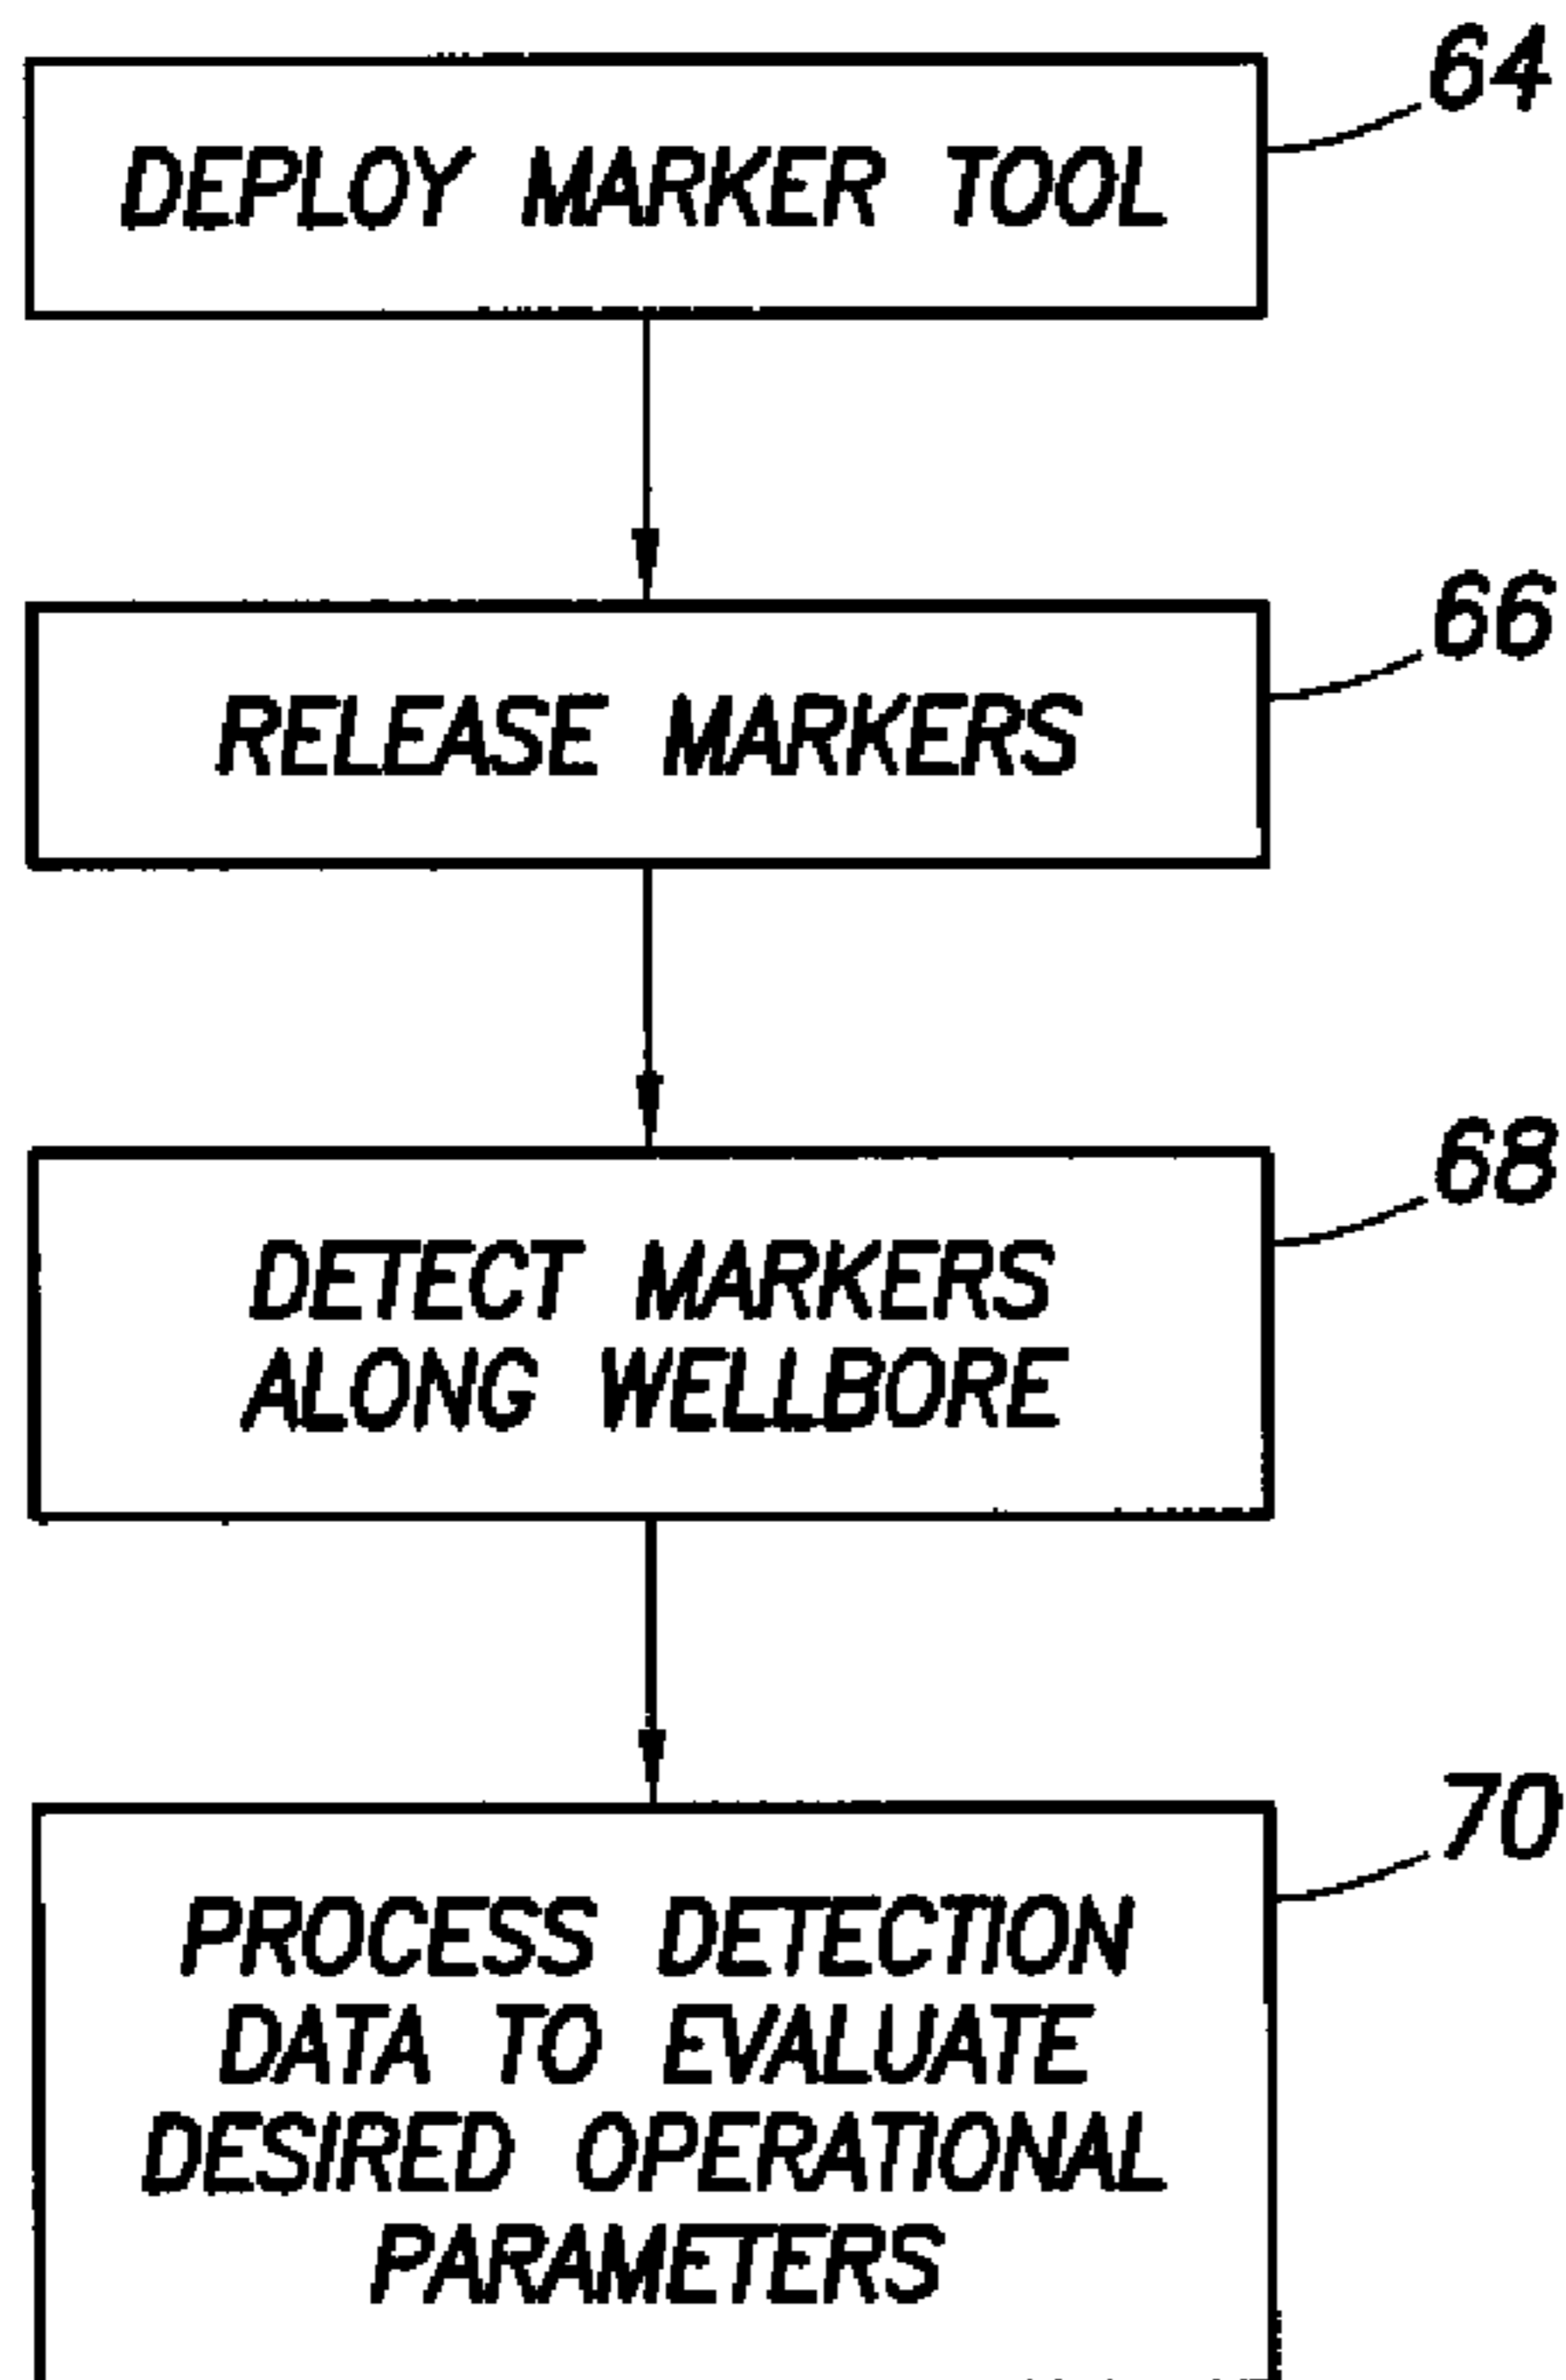 64
DEPLOY MARKER TOOL
66
RELEASE MARKERS
68
DETECT MARKERS
ALONG WELLBORE
70
PROCESS DETECTION
DATA TO EVALUATE
DESIRED OPERATIONAL
PARAMETERS